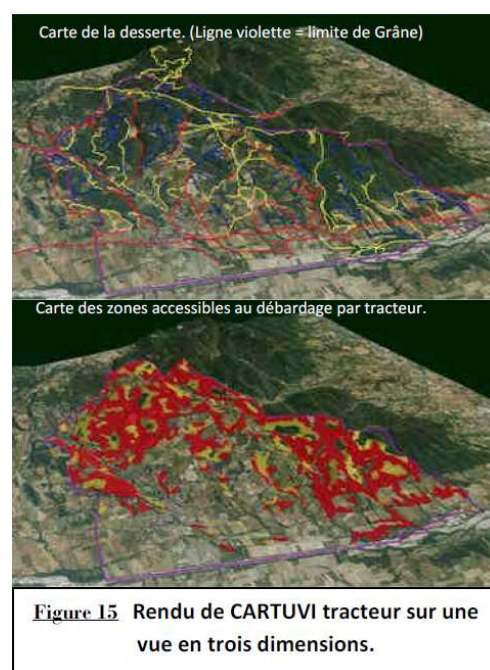 Carte de la desserte. (Ligne violette = limite de Grâne)
Carte des zones accessibles au débardage par tracteur.
Figure 15 Rendu de CARTUVI tracteur sur une
vue en trois dimensions.